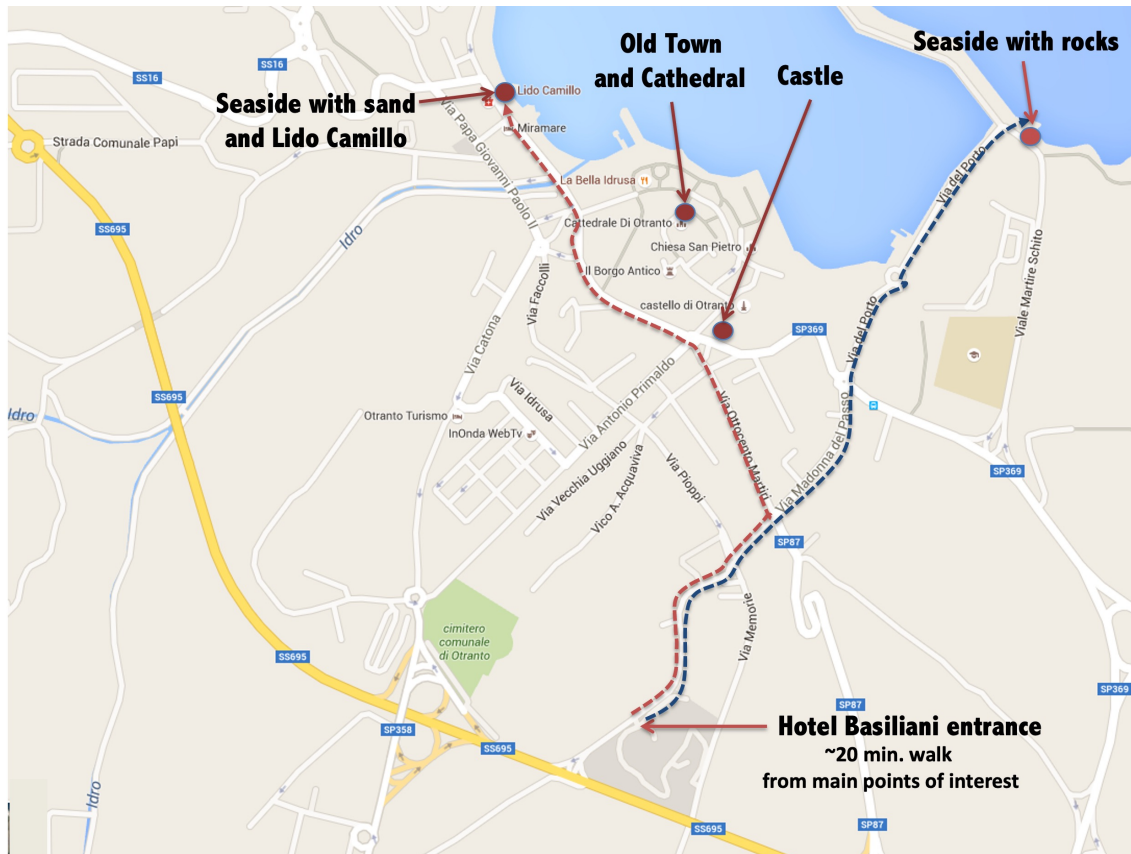 Old Town
and Cathedral
Castle
Seaside with rocks
Seaside with sand
and Lido Camillo
SS16
SS16
Strada Comunale Papi
Via Papa Giovanni Paolo II
Lido Camillo
Miramare
La Bella Idrusa
Cattedrale Di Otranto
Chiesa San Pietro
Il Borgo Antico
castello di Otranto
Via del Porto
Via del Porto
Viale Martire Schito
SS695
Idro
Via Faccolli
Via Catona
SP369
SS695
Idro
Otranto Turismo
Via Idrusa
InOnda WebTv
Via Antonio Primaldo
Via Vecchia Uggiano
Vico A. Acquaviva
Via Pioppi
Via Ottocento Martiri
Via Madonna del Passo
SP369
SP87
Via Memorie
cimitero
comunale
di Otranto
SS695
SP369
SP358
SS695
SP87
Hotel Basiliani entrance
~20 min. walk
from main points of interest
Idro
SS695
SP87